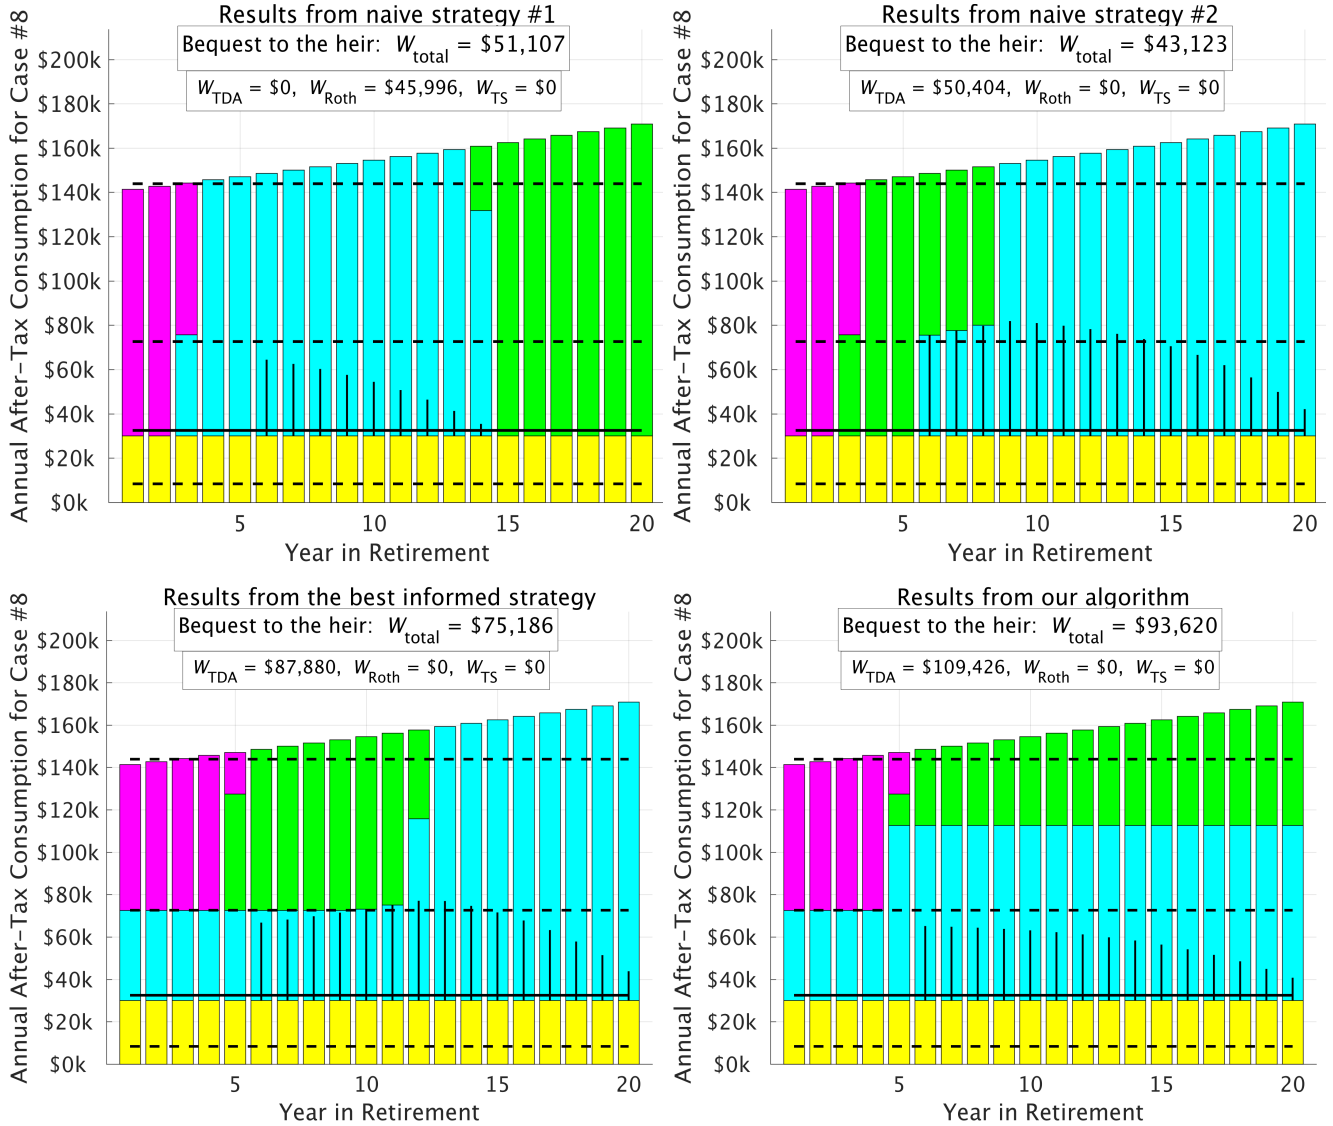 Results from naive strategy #1
Bequest to the heir: W_total = $51,107
W_TDA = $0, W_Roth = $45,996, W_TS = $0
Annual After-Tax Consumption for Case #8
$200k
$180k
$160k
$140k
$120k
$100k
$80k
$60k
$40k
$20k
$0k
5 10 15 20
Year in Retirement
Results from naive strategy #2
Bequest to the heir: W_total = $43,123
W_TDA = $50,404, W_Roth = $0, W_TS = $0
Annual After-Tax Consumption for Case #8
$200k
$180k
$160k
$140k
$120k
$100k
$80k
$60k
$40k
$20k
$0k
5 10 15 20
Year in Retirement
Results from the best informed strategy
Bequest to the heir: W_total = $75,186
W_TDA = $87,880, W_Roth = $0, W_TS = $0
Annual After-Tax Consumption for Case #8
$200k
$180k
$160k
$140k
$120k
$100k
$80k
$60k
$40k
$20k
$0k
5 10 15 20
Year in Retirement
Results from our algorithm
Bequest to the heir: W_total = $93,620
W_TDA = $109,426, W_Roth = $0, W_TS = $0
Annual After-Tax Consumption for Case #8
$200k
$180k
$160k
$140k
$120k
$100k
$80k
$60k
$40k
$20k
$0k
5 10 15 20
Year in Retirement